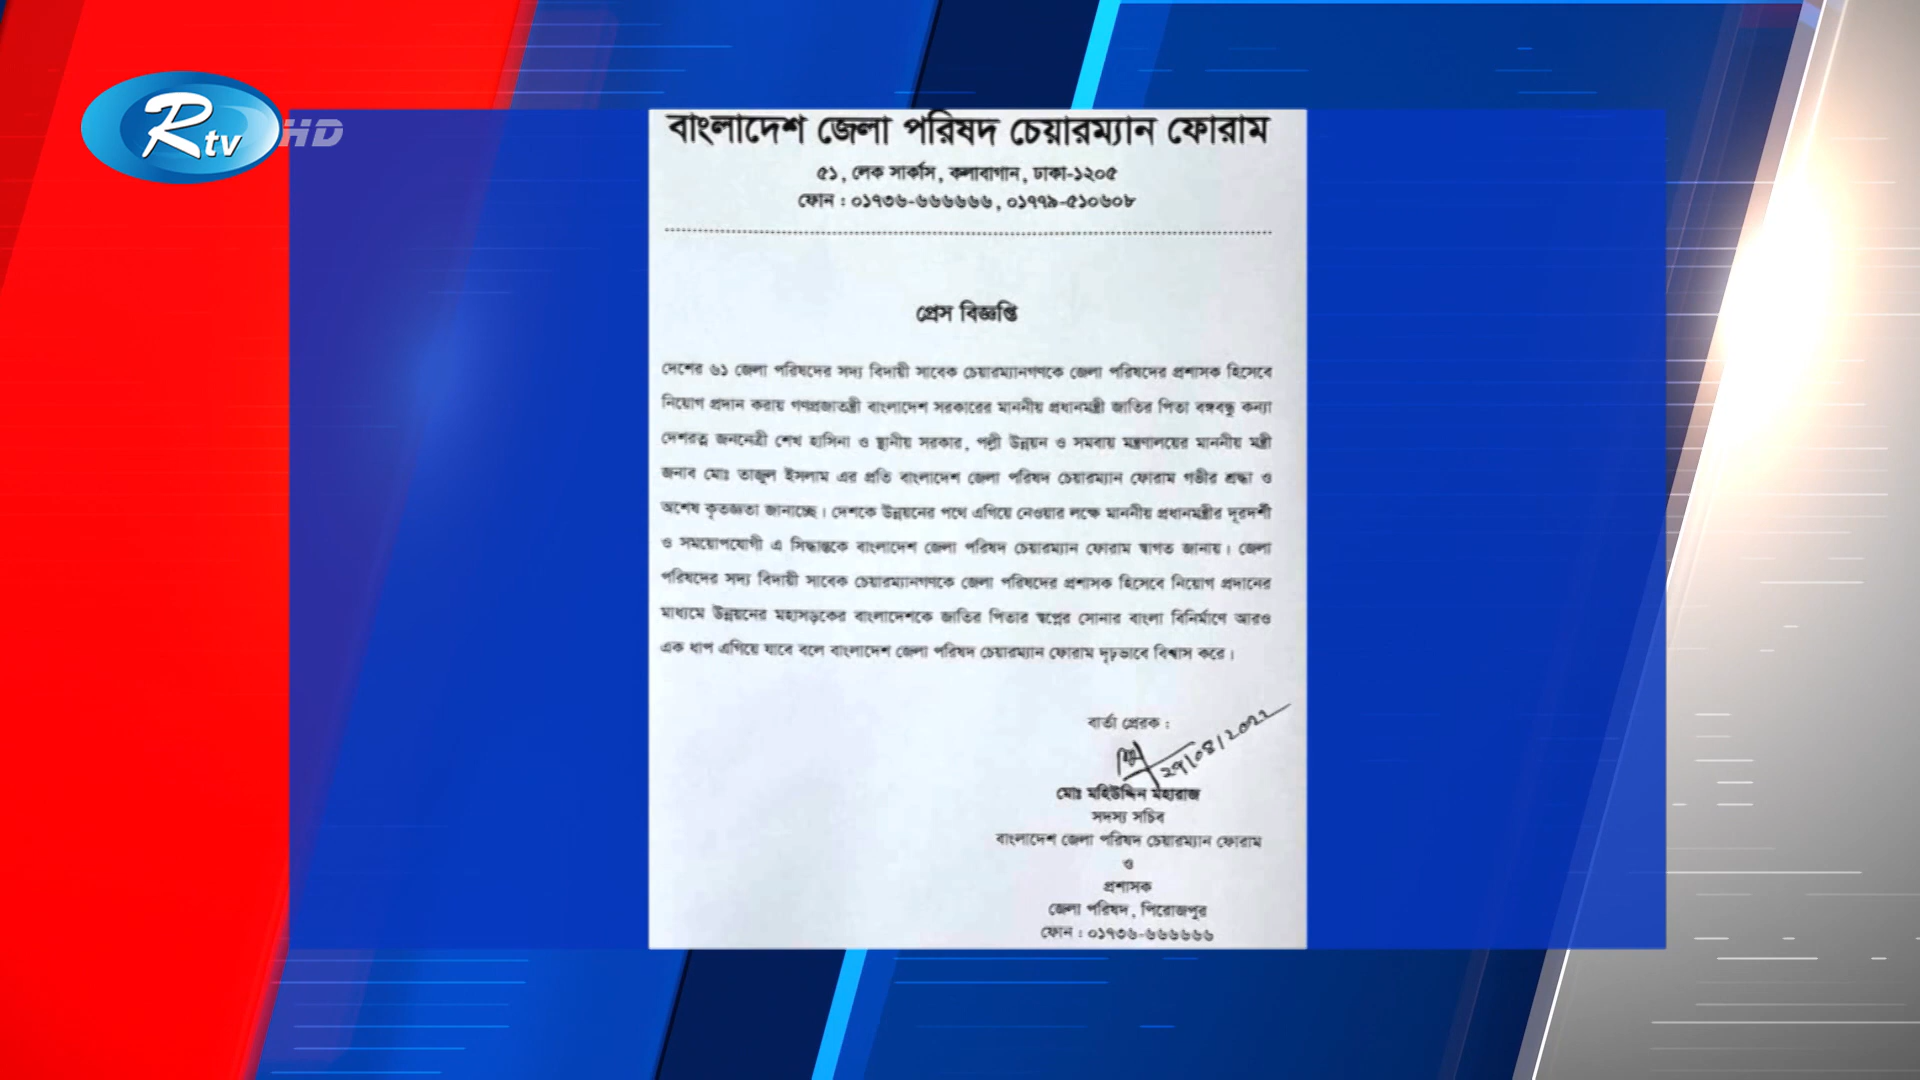 Rtv HD
বাংলাদেশ জেলা পরিষদ চেয়ারম্যান ফোরাম
৫১, লেক সার্কাস, কলাবাগান, ঢাকা-১২০৫
ফোন : ০১৭৩৬-৬৬৬৬৬৬, ০১৭৭৯-৫১০৬০৮
প্রেস বিজ্ঞপ্তি
দেশের ৬১ জেলা পরিষদের সদ্য বিদায়ী সাবেক চেয়ারম্যানগণকে জেলা পরিষদের প্রশাসক হিসেবে
নিয়োগ প্রদান করায় গণপ্রজাতন্ত্রী বাংলাদেশ সরকারের মাননীয় প্রধানমন্ত্রী জাতির পিতা বঙ্গবন্ধু কন্যা
দেশরত্ন জননেত্রী শেখ হাসিনা ও স্থানীয় সরকার, পল্লী উন্নয়ন ও সমবায় মন্ত্রণালয়ের মাননীয় মন্ত্রী
জনাব মোঃ তাজুল ইসলাম এর প্রতি বাংলাদেশ জেলা পরিষদ চেয়ারম্যান ফোরাম গভীর শ্রদ্ধা ও
অশেষ কৃতজ্ঞতা জানাচ্ছে। দেশকে উন্নয়নের পথে এগিয়ে নেওয়ার লক্ষে মাননীয় প্রধানমন্ত্রীর দূরদর্শী
ও সময়োপযোগী এ সিদ্ধান্তকে বাংলাদেশ জেলা পরিষদ চেয়ারম্যান ফোরাম স্বাগত জানায়। জেলা
পরিষদের সদ্য বিদায়ী সাবেক চেয়ারম্যানগণকে জেলা পরিষদের প্রশাসক হিসেবে নিয়োগ প্রদানের
মাধ্যমে উন্নয়নের মহাসড়কের বাংলাদেশকে জাতির পিতার স্বপ্নের সোনার বাংলা বিনির্মাণে আরও
এক ধাপ এগিয়ে যাবে বলে বাংলাদেশ জেলা পরিষদ চেয়ারম্যান ফোরাম দৃঢ়ভাবে বিশ্বাস করে।
বার্তা প্রেরক :
২৭/০৪/২০২২
মোঃ মহিউদ্দিন মহারাজ
সদস্য সচিব
বাংলাদেশ জেলা পরিষদ চেয়ারম্যান ফোরাম
ও
প্রশাসক
জেলা পরিষদ, পিরোজপুর
ফোন : ০১৭৩৬-৬৬৬৬৬৬